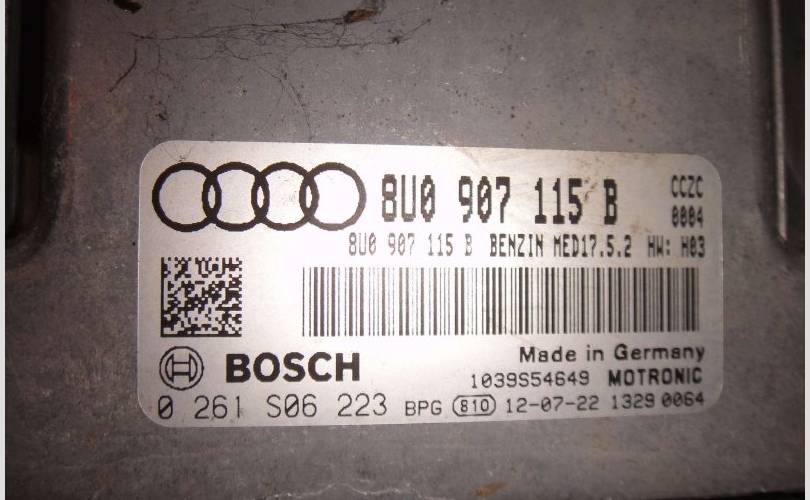 8U0 907 115 B CCZC
0004
8U0 907 115 B BENZIN MED17.5.2 HW: H03
BOSCH Made in Germany
1039S54649 MOTRONIC
0 261 S06 223 BPG 810 12-07-22 1329 0064